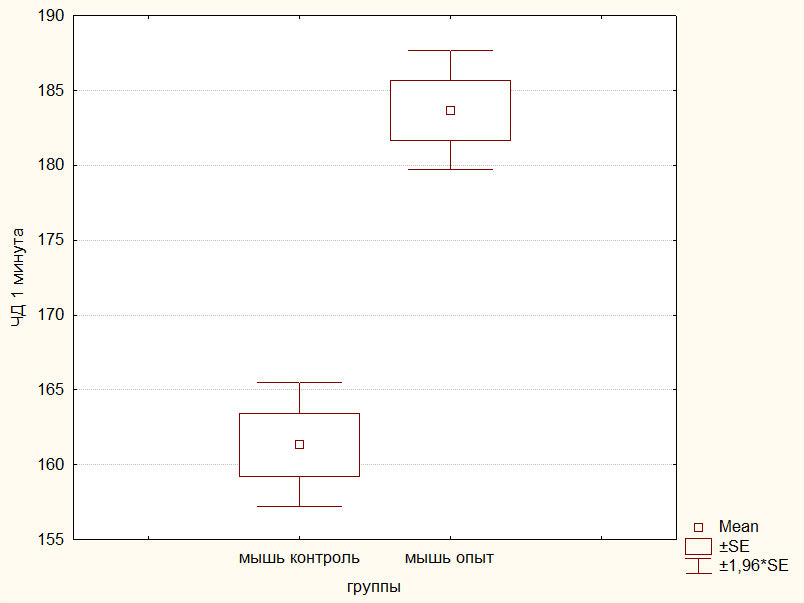 190
185
180
175
170
165
160
155
ЧД 1 минута
мышь контроль
мышь опыт
группы
Mean
±SE
±1,96*SE